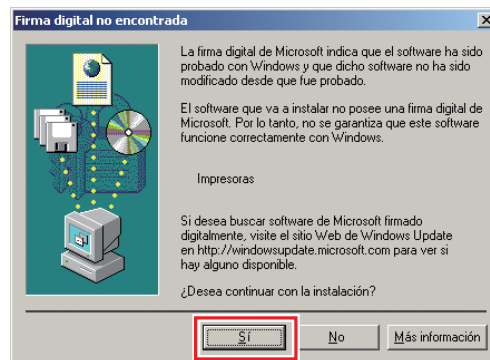 Firma digital no encontrada
La firma digital de Microsoft indica que el software ha sido
probado con Windows y que dicho software no ha sido
modificado desde que fue probado.
El software que va a instalar no posee una firma digital de
Microsoft. Por lo tanto, no se garantiza que este software
funcione correctamente con Windows.
Impresoras
Si desea buscar software de Microsoft firmado
digitalmente, visite el sitio Web de Windows Update
en http://windowsupdate.microsoft.com para ver si
hay alguno disponible.
¿Desea continuar con la instalación?
Sí No Más información